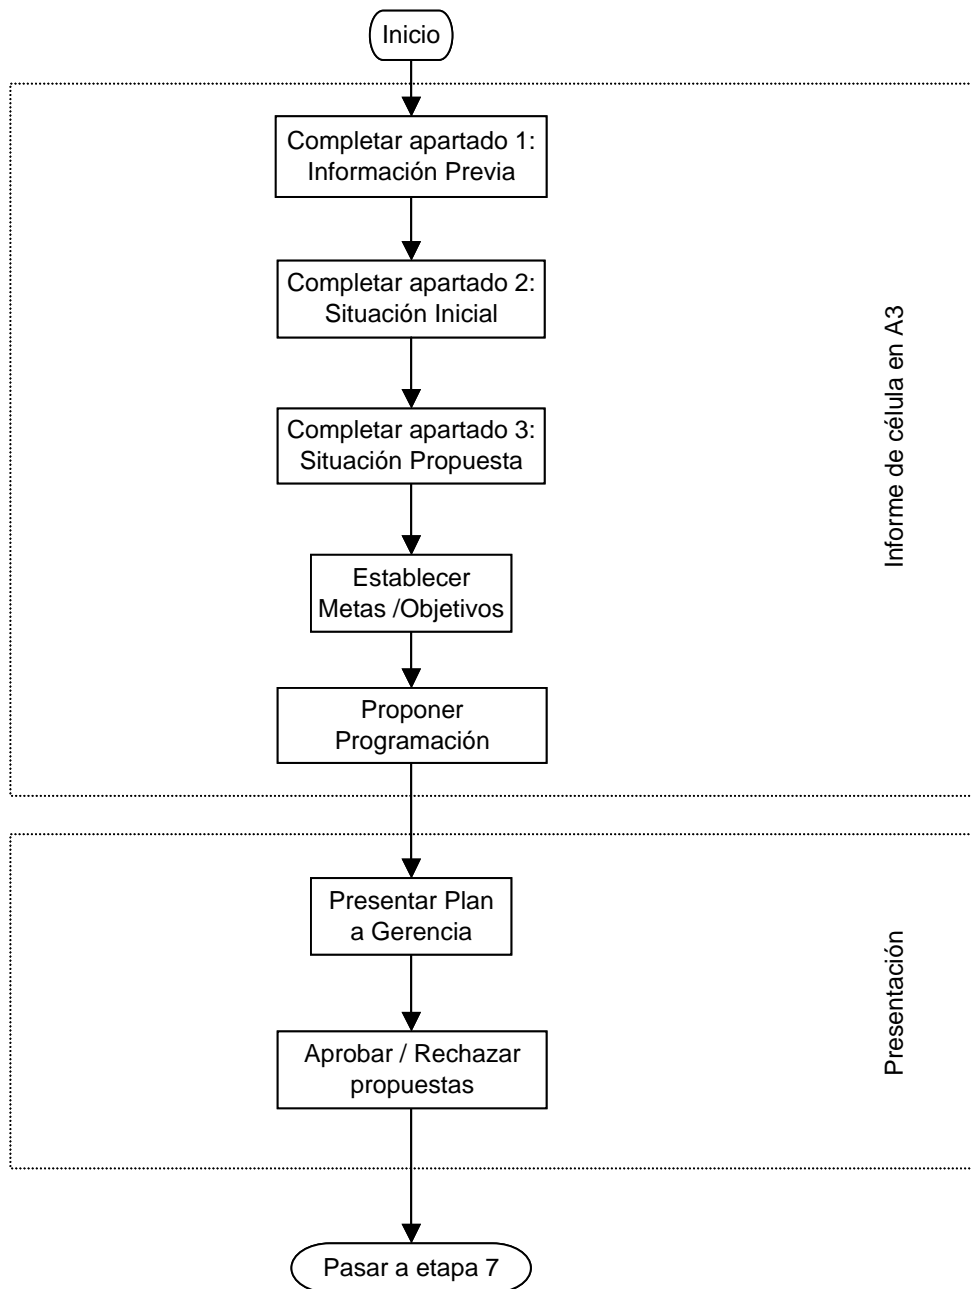 Inicio
Completar apartado 1:
Información Previa
Completar apartado 2:
Situación Inicial
Completar apartado 3:
Situación Propuesta
Establecer
Metas /Objetivos
Proponer
Programación
Informe de célula en A3
Presentar Plan
a Gerencia
Aprobar / Rechazar
propuestas
Presentación
Pasar a etapa 7